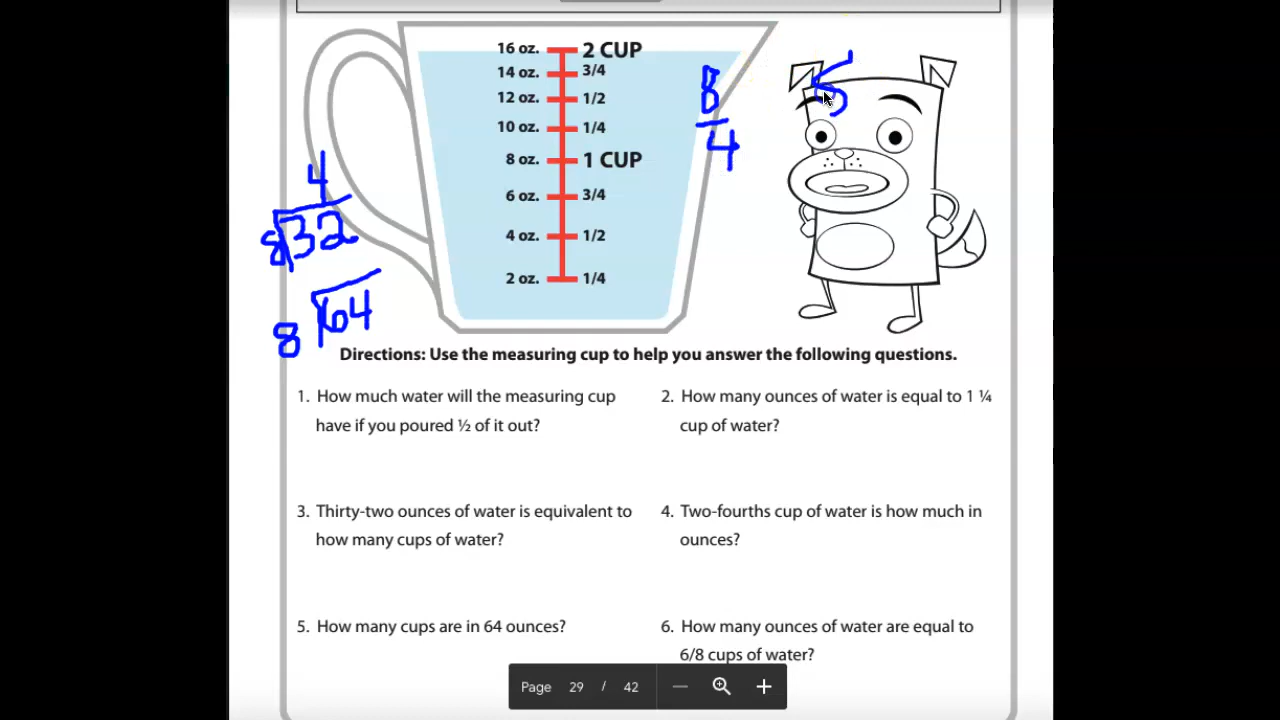 16 oz. 2 CUP
14 oz. 3/4
12 oz. 1/2
10 oz. 1/4
8 oz. 1 CUP
6 oz. 3/4
4 oz. 1/2
2 oz. 1/4
8
4
5
4
8 32
8 64
Directions: Use the measuring cup to help you answer the following questions.
1. How much water will the measuring cup
have if you poured ½ of it out?
2. How many ounces of water is equal to 1 ¼
cup of water?
3. Thirty-two ounces of water is equivalent to
how many cups of water?
4. Two-fourths cup of water is how much in
ounces?
5. How many cups are in 64 ounces?
6. How many ounces of water are equal to
6/8 cups of water?
Page 29 / 42